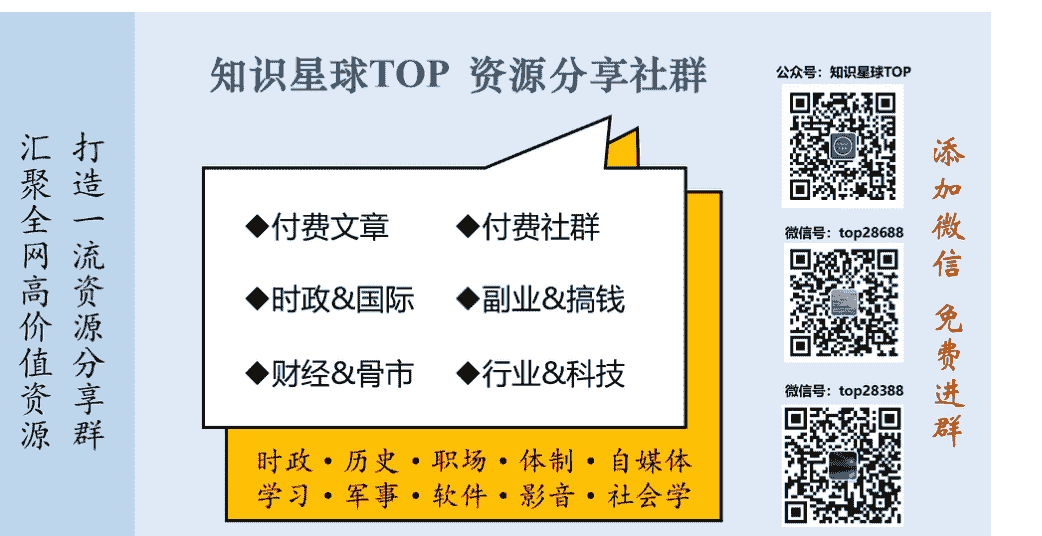 知识星球TOP 资源分享社群
打造一流资源分享群
汇聚全网高价值资源
◆付费文章
◆付费社群
◆时政&国际
◆副业&搞钱
◆财经&骨市
◆行业&科技
时政·历史·职场·体制·自媒体
学习·军事·软件·影音·社会学
公众号：知识星球TOP
微信号：top28688
微信号：top28388
添加微信 免费进群